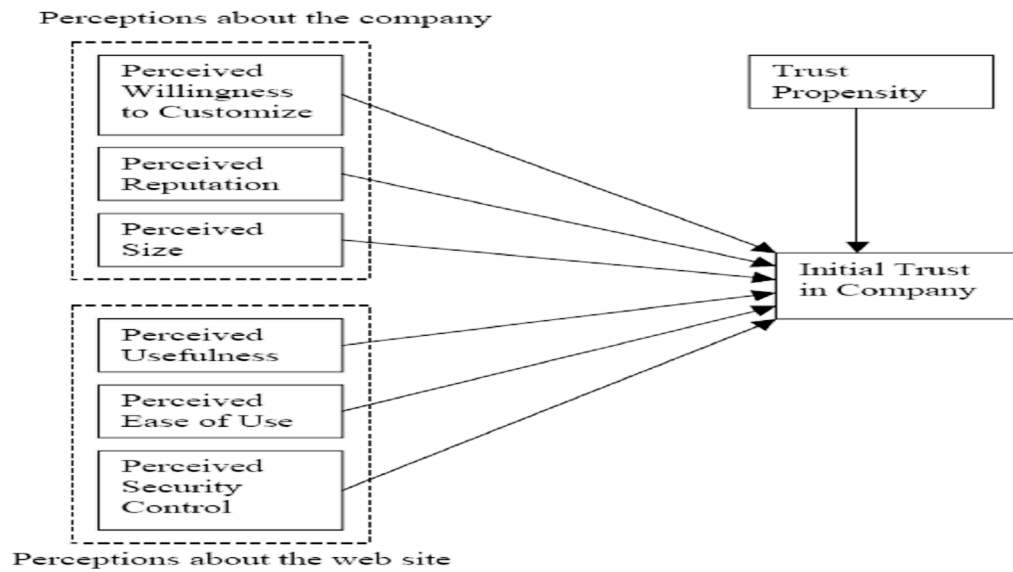 Perceptions about the company
Perceived
Willingness
to Customize
Perceived
Reputation
Perceived
Size
Trust
Propensity
Initial Trust
in Company
Perceived
Usefulness
Perceived
Ease of Use
Perceived
Security
Control
Perceptions about the web site